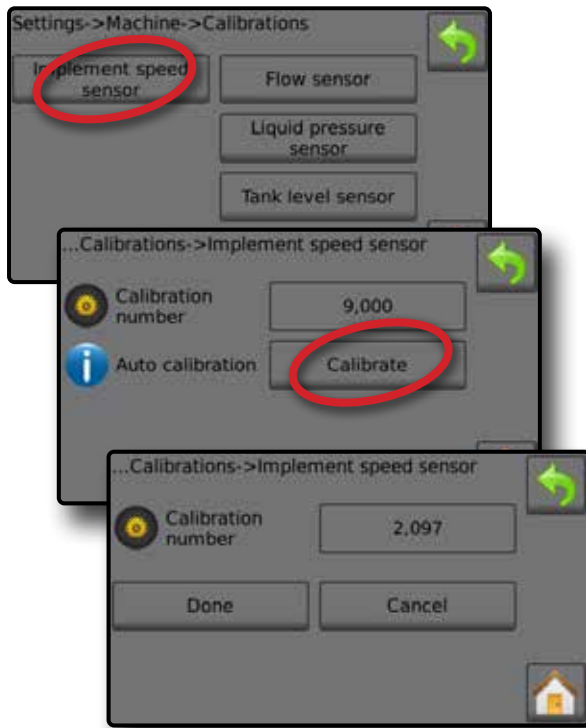 Settings->Machine->Calibrations
Implement speed
sensor
Flow sensor
Liquid pressure
sensor
Tank level sensor
...Calibrations->Implement speed sensor
Calibration
number
9,000
Auto calibration
Calibrate
...Calibrations->Implement speed sensor
Calibration
number
2,097
Done
Cancel